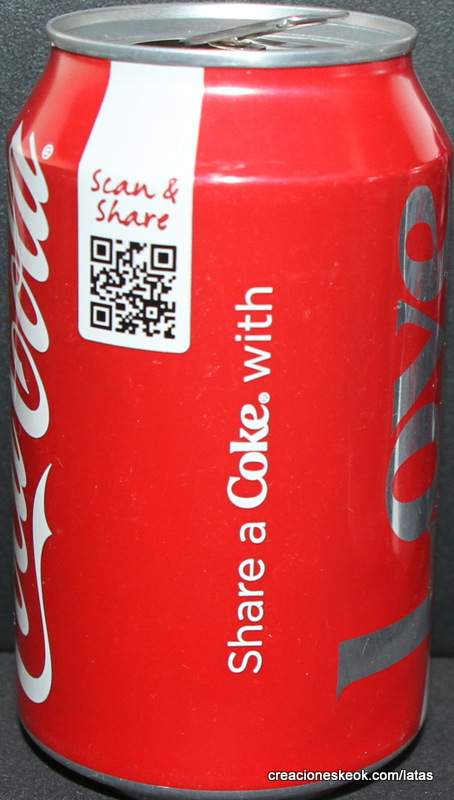 Coca-Cola®
Scan &
Share
Share a Coke® with
Love
creacioneskeok.com/latas